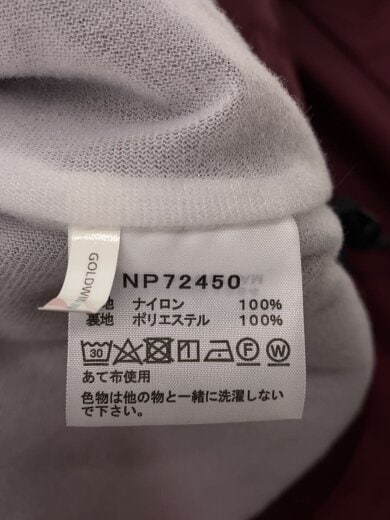 GOLDWIN
NP72450
地 ナイロン 100%
裏地 ポリエステル 100%
30 F W
あて布使用
色物は他の物と一緒に洗濯しない
で下さい。